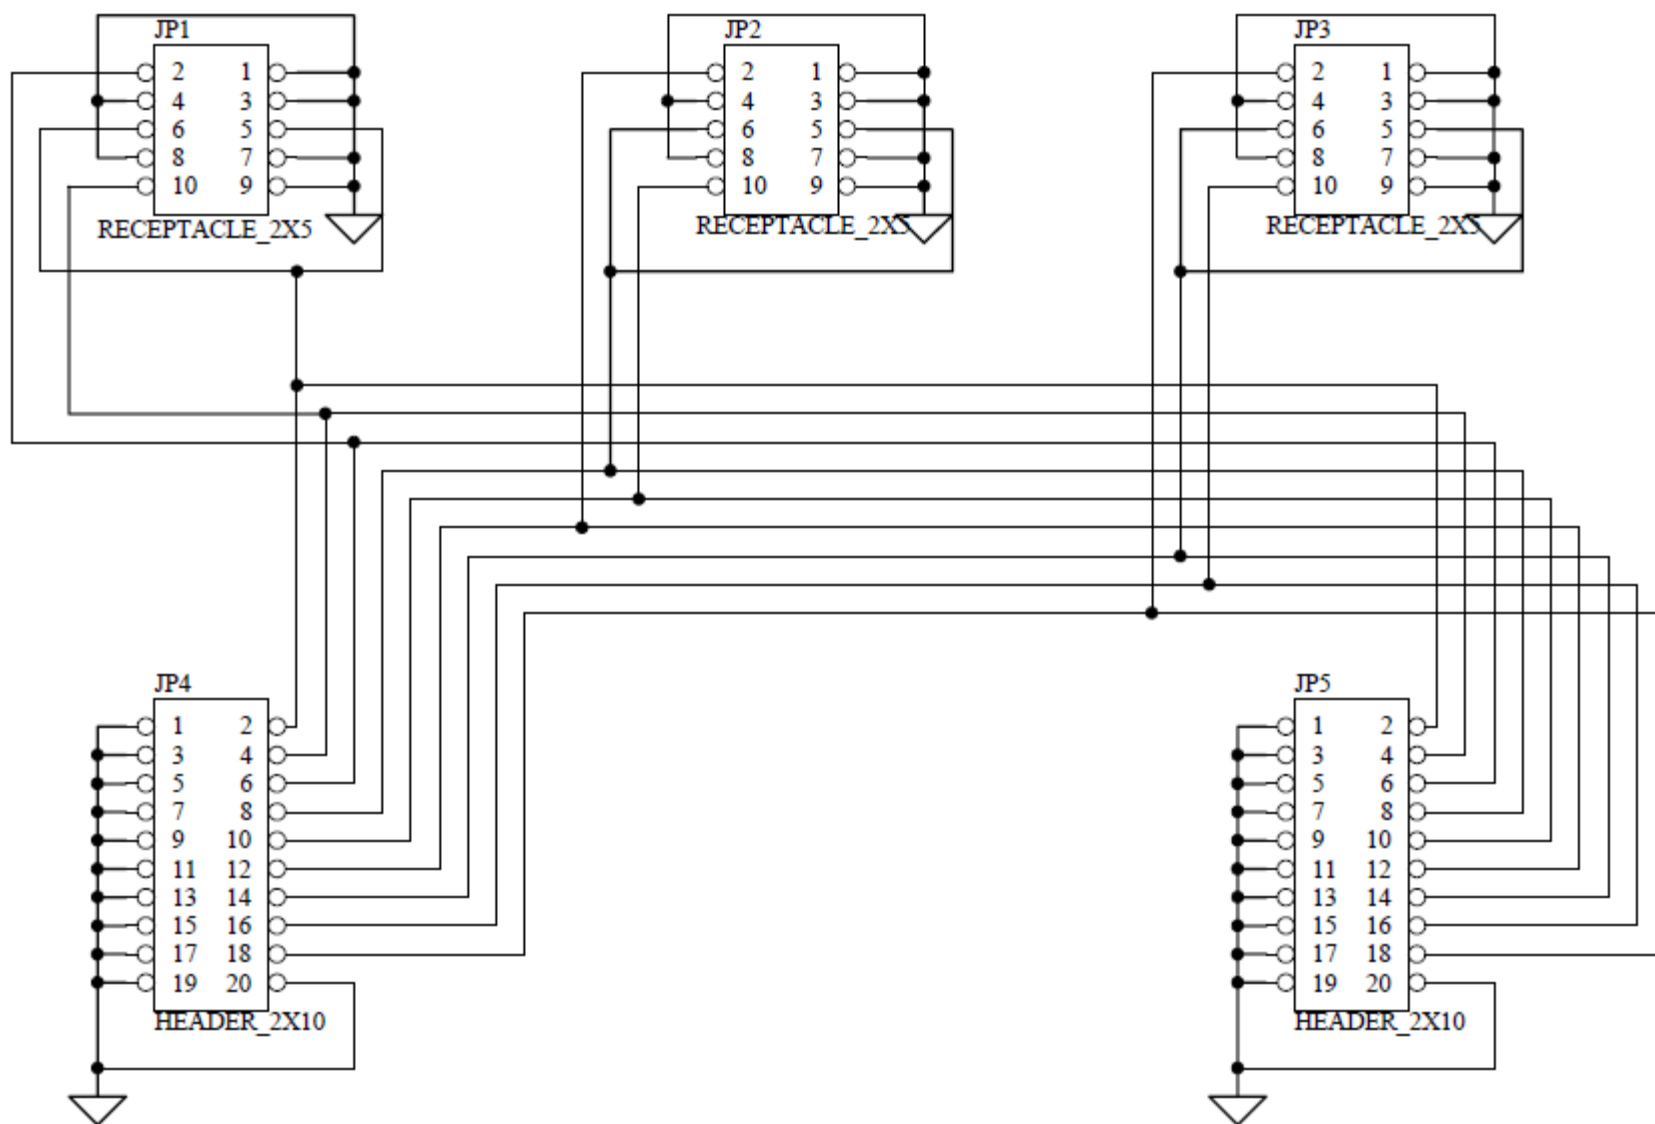 JP1 JP2 JP3
2 1 2 1 2 1
4 3 4 3 4 3
6 5 6 5 6 5
8 7 8 7 8 7
10 9 10 9 10 9
RECEPTACLE_2X5 RECEPTACLE_2X5 RECEPTACLE_2X5
JP4 JP5
1 2 1 2
3 4 3 4
5 6 5 6
7 8 7 8
9 10 9 10
11 12 11 12
13 14 13 14
15 16 15 16
17 18 17 18
19 20 19 20
HEADER_2X10 HEADER_2X10